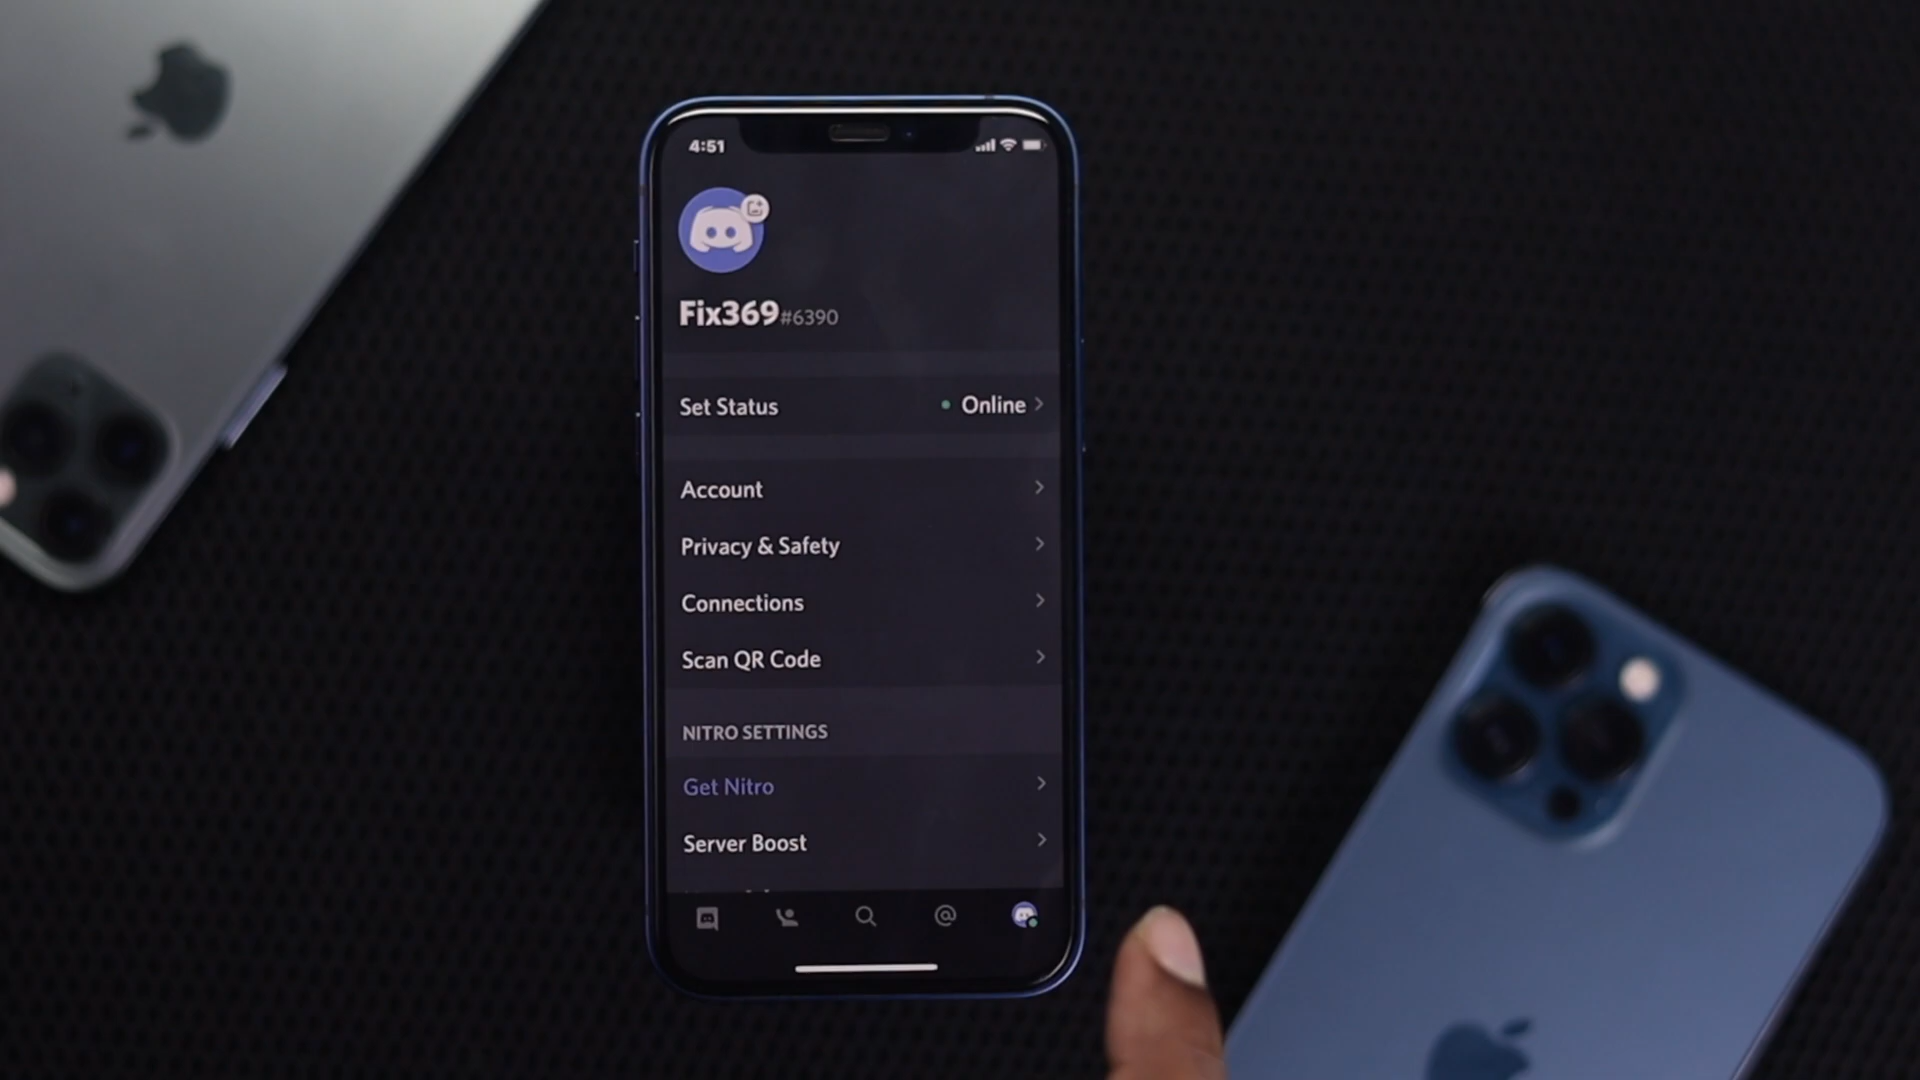 4:51
Fix369#6390
Set Status Online
Account
Privacy & Safety
Connections
Scan QR Code
NITRO SETTINGS
Get Nitro
Server Boost